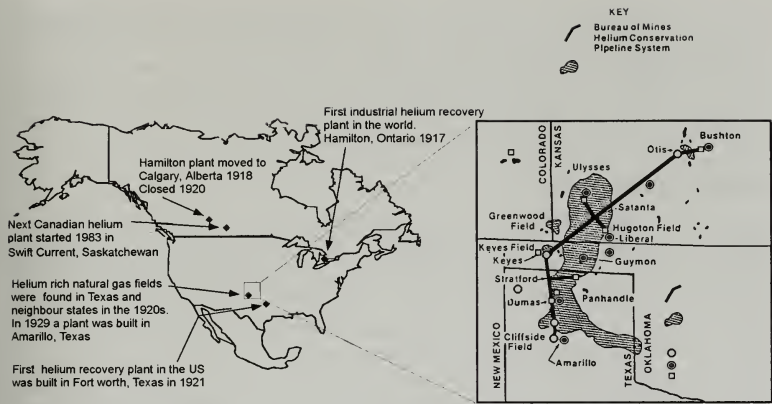 KEY
Bureau of Mines
Helium Conservation
Pipeline System
First industrial helium recovery
plant in the world.
Hamilton, Ontario 1917
Hamilton plant moved to
Calgary, Alberta 1918
Closed 1920
Next Canadian helium
plant started 1983 in
Swift Current, Saskatchewan
Helium rich natural gas fields
were found in Texas and
neighbour states in the 1920s.
In 1929 a plant was built in
Amarillo, Texas
First helium recovery plant in the US
was built in Fort worth, Texas in 1921
COLORADO
KANSAS
Bushton
Otis
Ulysses
Satanta
Greenwood
Field
Hugoton Field
Liberal
Keyes Field
Keyes
Guymon
Stratford
Dumas
Panhandle
Cliffside
Field
Amarillo
NEW MEXICO
TEXAS
OKLAHOMA